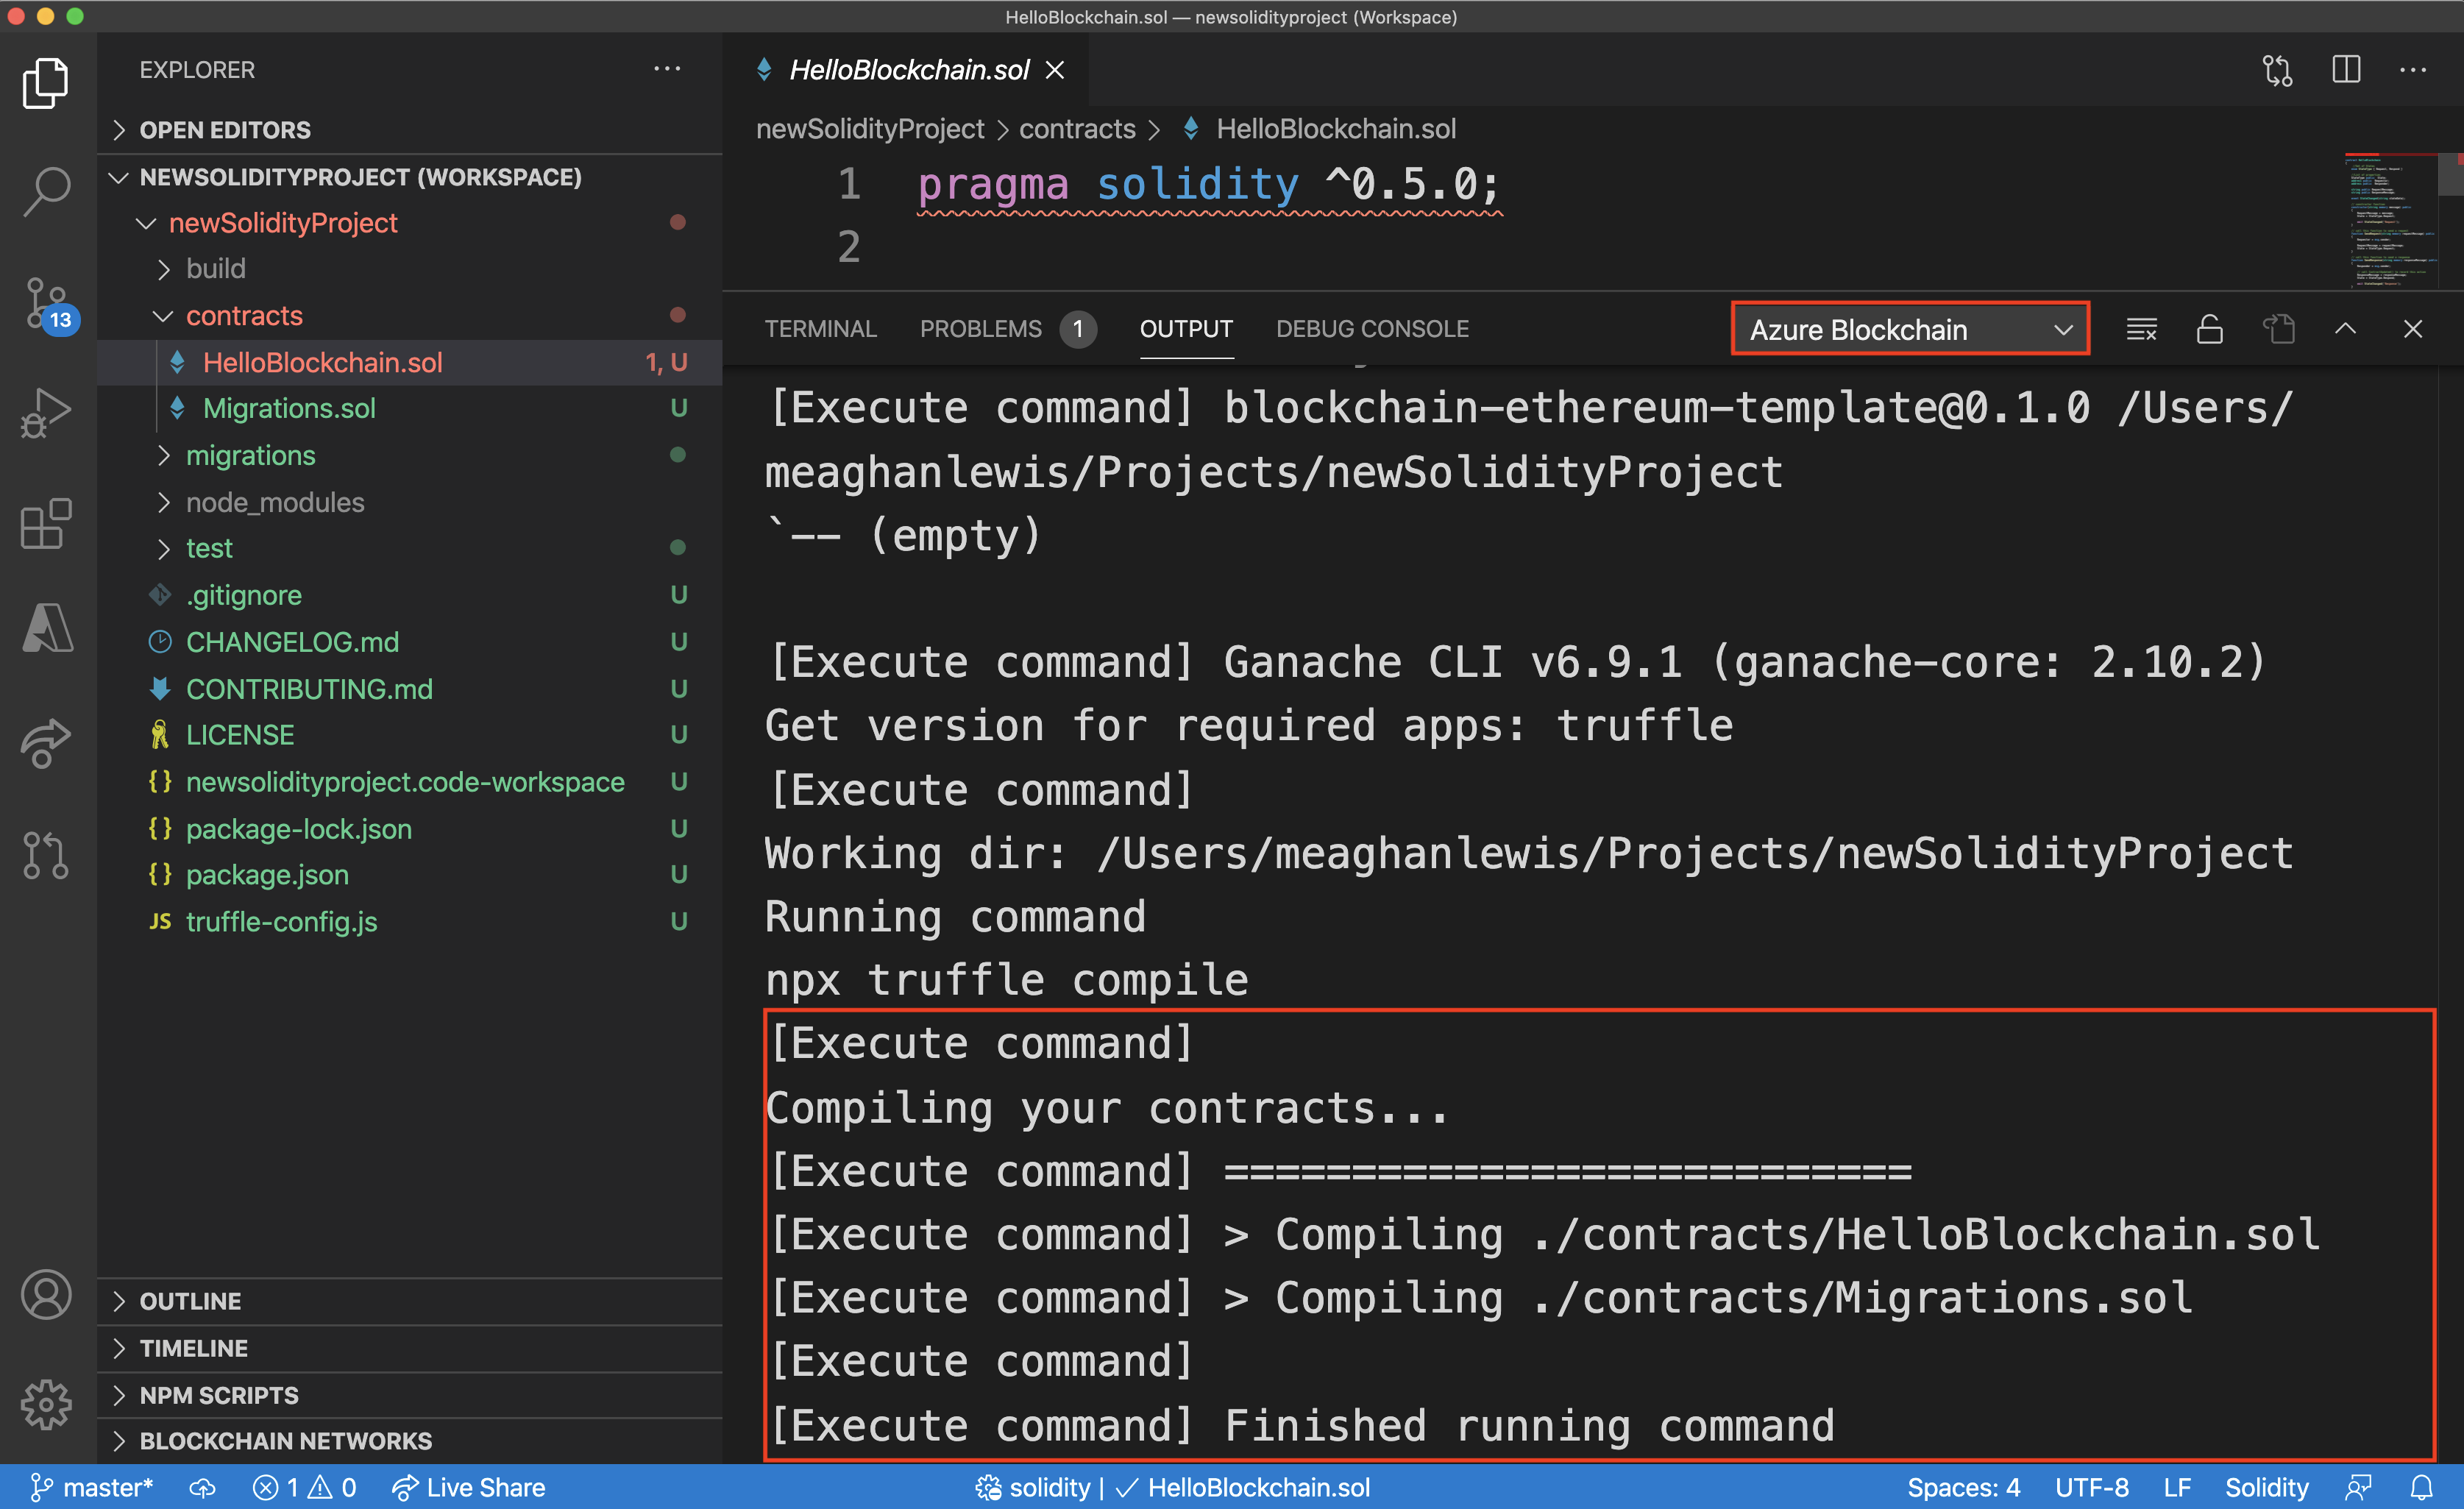 HelloBlockchain.sol — newsolidityproject (Workspace)
EXPLORER
OPEN EDITORS
NEWSOLIDITYPROJECT (WORKSPACE)
newSolidityProject
build
contracts
HelloBlockchain.sol 1, U
Migrations.sol U
migrations
node_modules
test
.gitignore U
CHANGELOG.md U
CONTRIBUTING.md U
LICENSE U
{} newsolidityproject.code-workspace U
{} package-lock.json U
{} package.json U
JS truffle-config.js U
OUTLINE
TIMELINE
NPM SCRIPTS
BLOCKCHAIN NETWORKS
13
HelloBlockchain.sol
newSolidityProject > contracts > HelloBlockchain.sol
1 pragma solidity ^0.5.0;
2
TERMINAL PROBLEMS 1 OUTPUT DEBUG CONSOLE Azure Blockchain
[Execute command] blockchain-ethereum-template@0.1.0 /Users/
meaghanlewis/Projects/newSolidityProject
`-- (empty)
[Execute command] Ganache CLI v6.9.1 (ganache-core: 2.10.2)
Get version for required apps: truffle
[Execute command]
Working dir: /Users/meaghanlewis/Projects/newSolidityProject
Running command
npx truffle compile
[Execute command]
Compiling your contracts...
[Execute command] ===========================
[Execute command] > Compiling ./contracts/HelloBlockchain.sol
[Execute command] > Compiling ./contracts/Migrations.sol
[Execute command]
[Execute command] Finished running command
master* 1 0 Live Share solidity | ✓ HelloBlockchain.sol Spaces: 4 UTF-8 LF Solidity